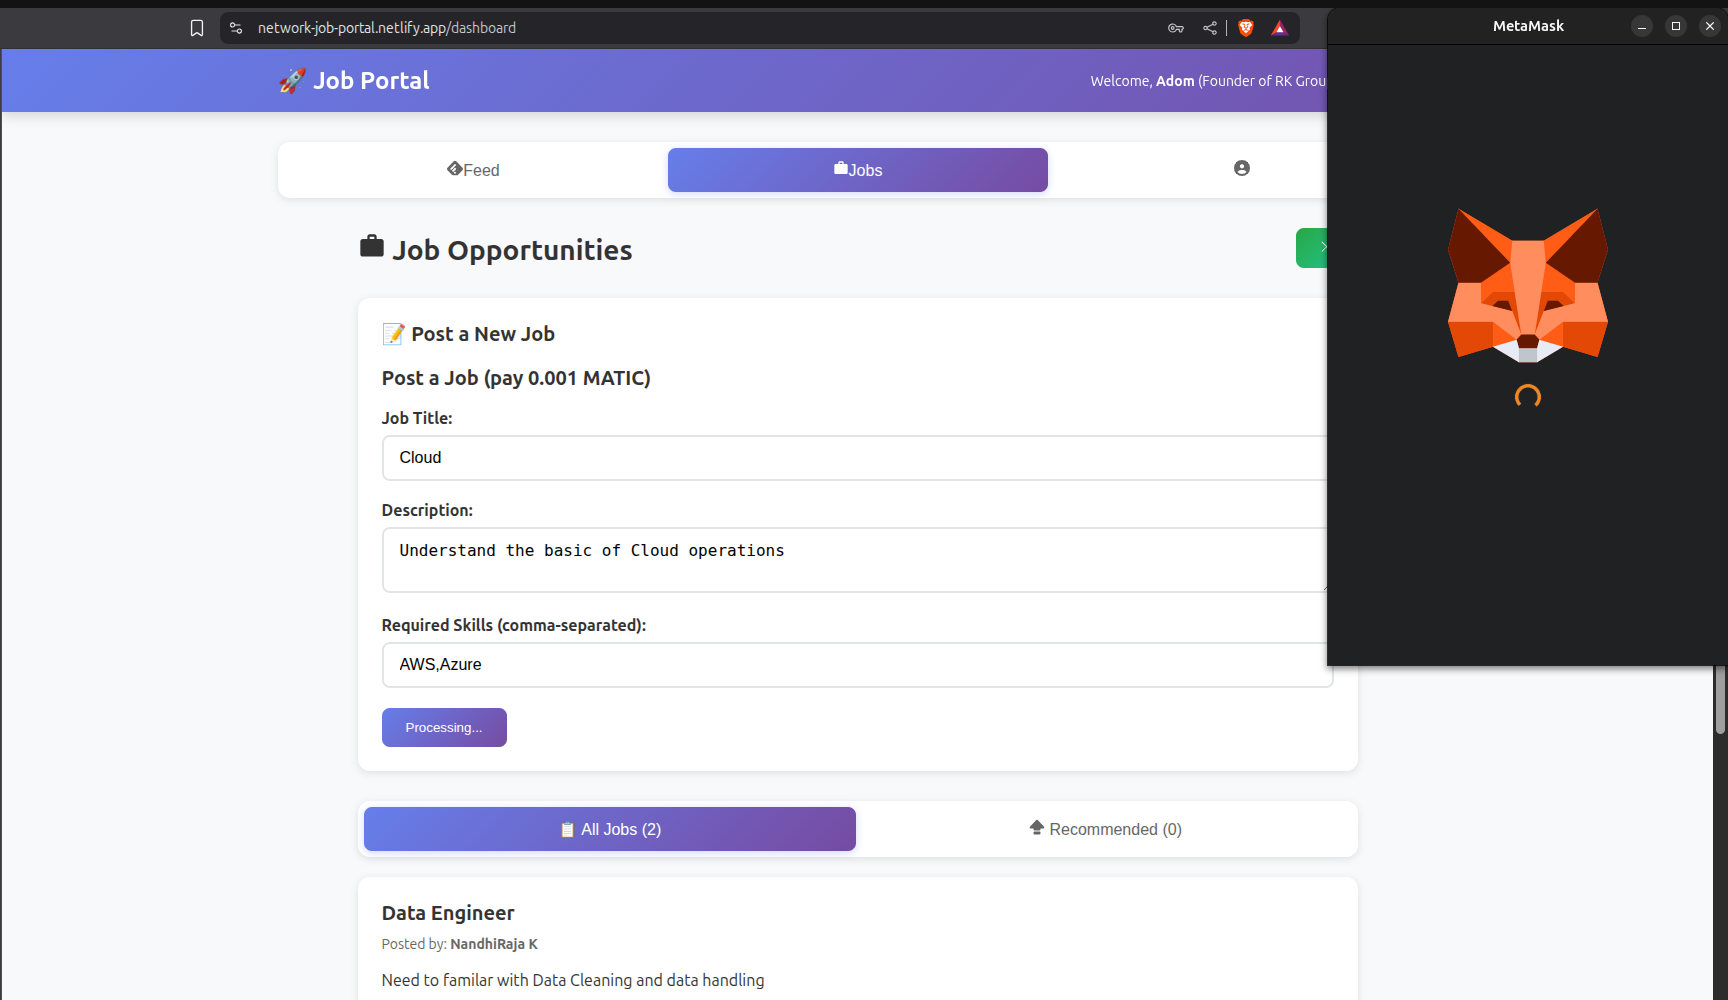 network-job-portal.netlify.app/dashboard
MetaMask
🚀 Job Portal
Welcome, Adom (Founder of RK Grou
Feed
Jobs
Job Opportunities
📝 Post a New Job
Post a Job (pay 0.001 MATIC)
Job Title:
Cloud
Description:
Understand the basic of Cloud operations
Required Skills (comma-separated):
AWS,Azure
Processing...
📋 All Jobs (2)
Recommended (0)
Data Engineer
Posted by: NandhiRaja K
Need to familar with Data Cleaning and data handling